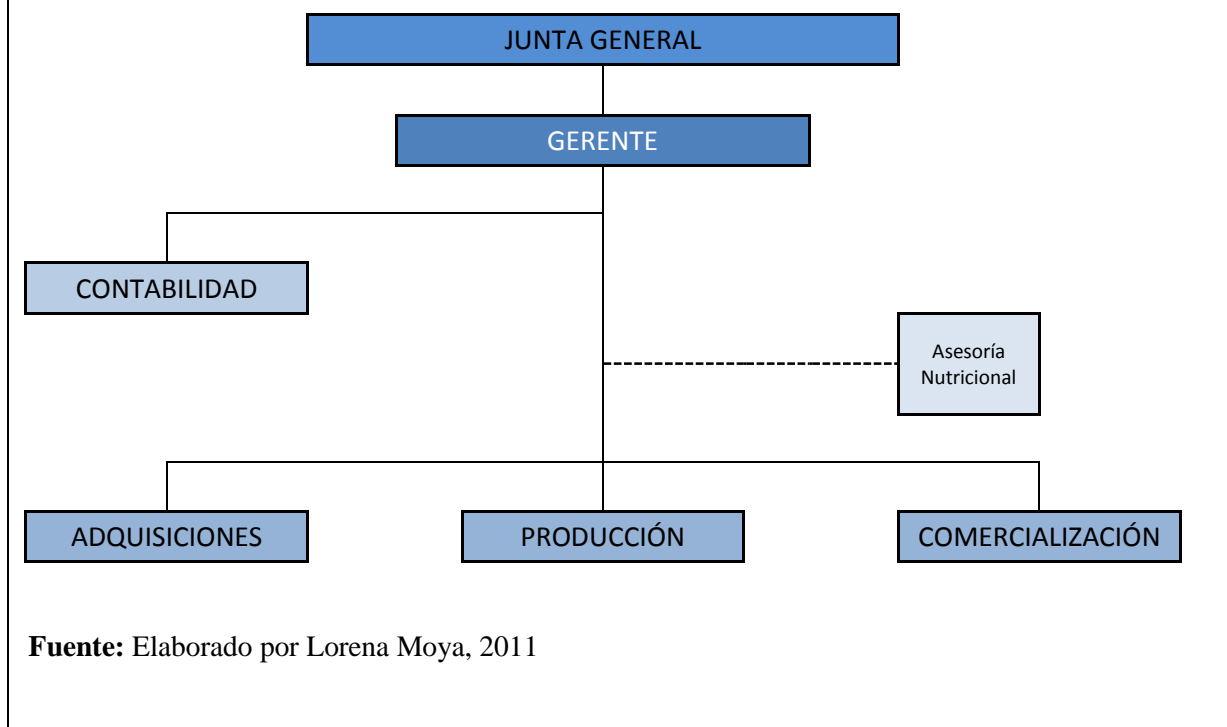 JUNTA GENERAL
GERENTE
CONTABILIDAD
Asesoría
Nutricional
ADQUISICIONES
PRODUCCIÓN
COMERCIALIZACIÓN
Fuente: Elaborado por Lorena Moya, 2011